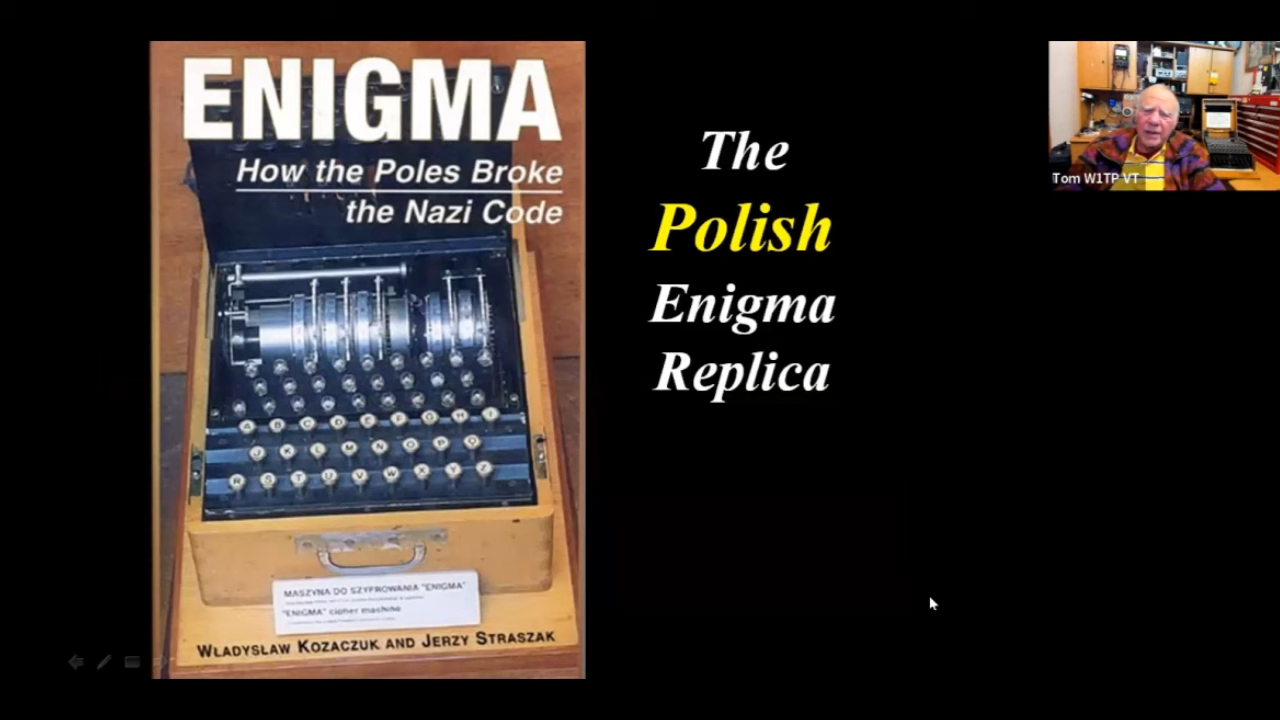 ENIGMA
How the Poles Broke
the Nazi Code
A B C D E F G H I
J K L M N O P Q
R S T U V W X Y Z
MASZYNA DO SZYFROWANIA "ENIGMA"
"ENIGMA" cipher machine
WLADYSLAW KOZACZUK AND JERZY STRASZAK
The
Polish
Enigma
Replica
Tom W1TP VT